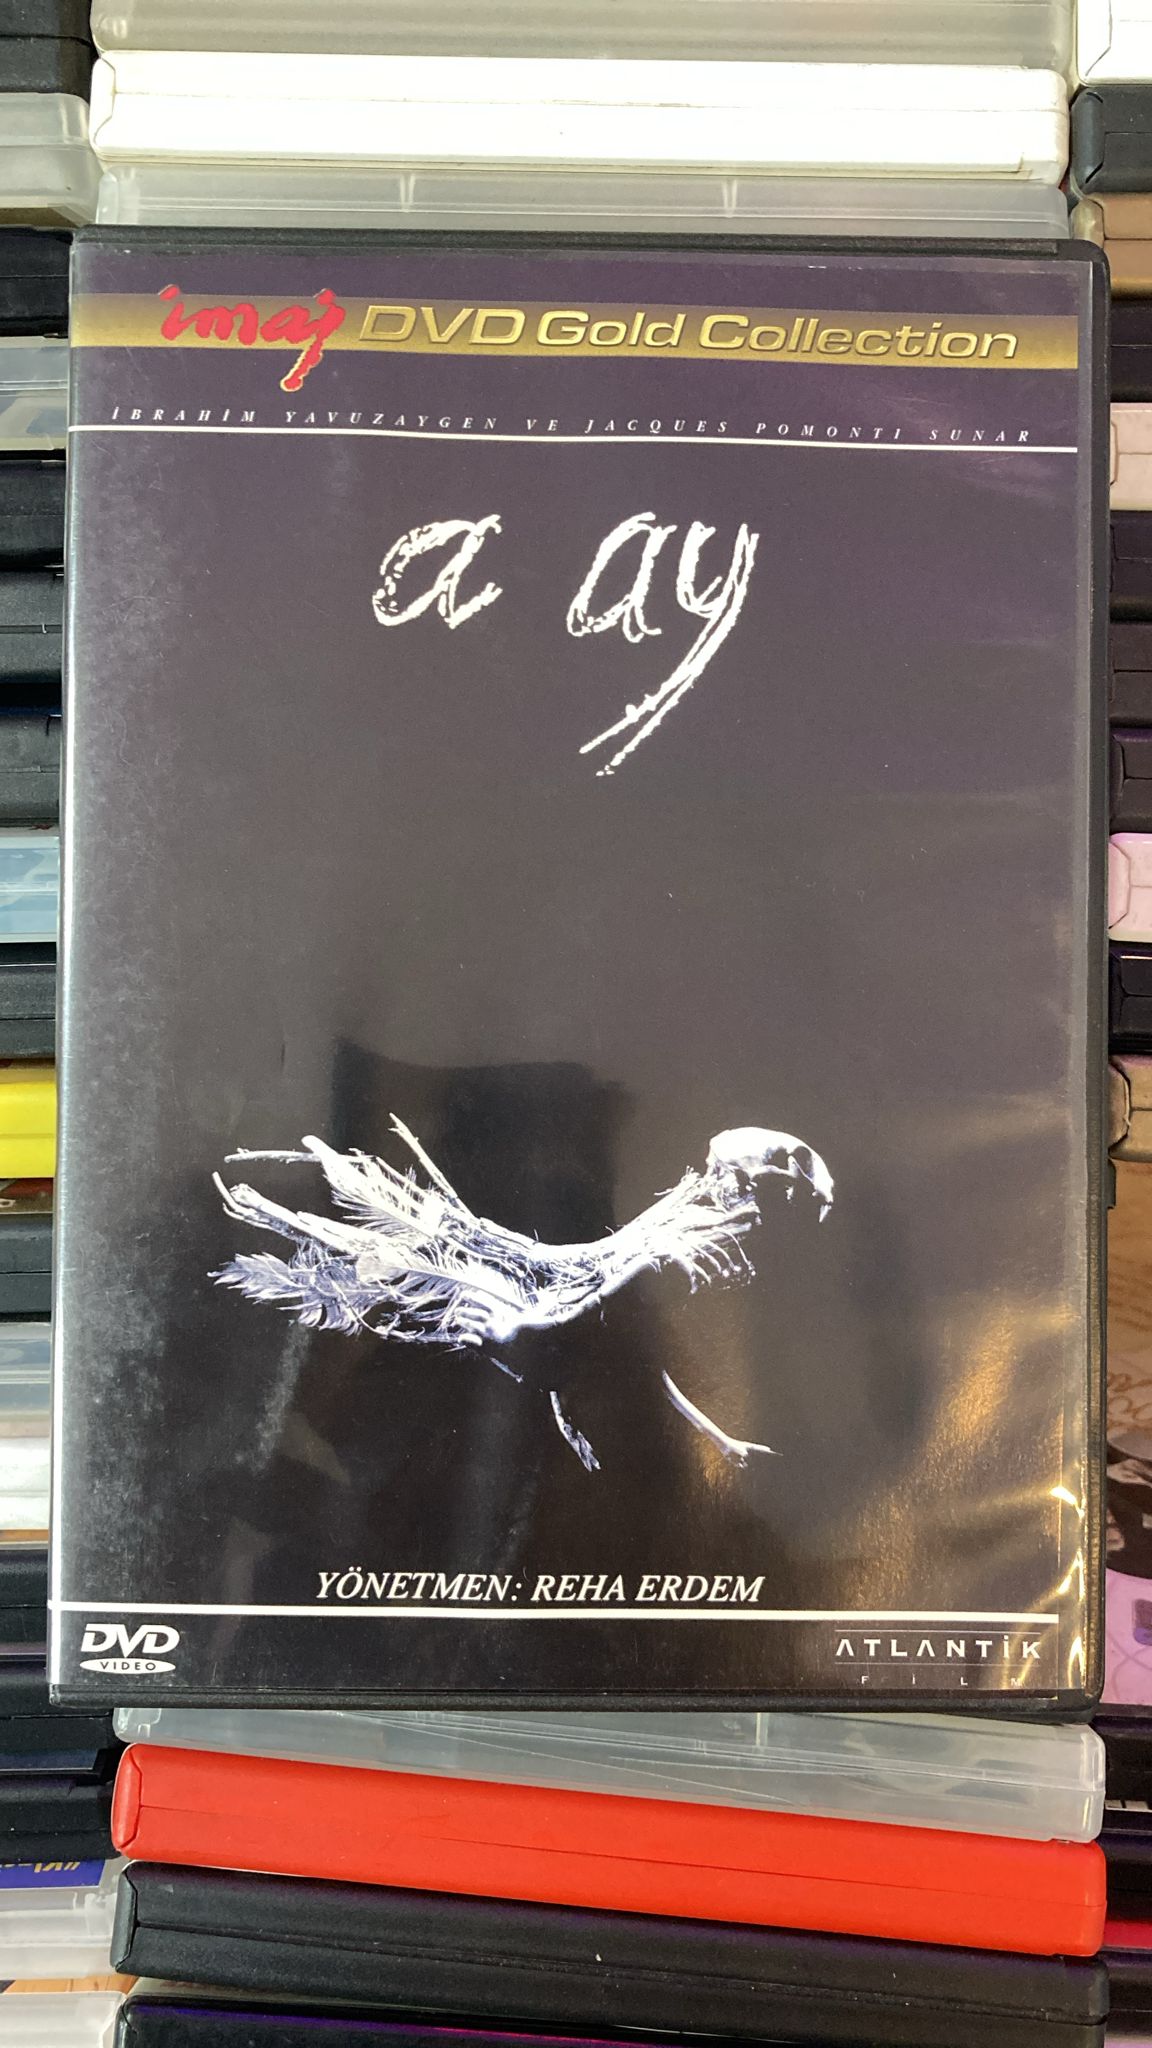 imaj DVD Gold Collection
İBRAHİM YAVUZAYGEN VE JACQUES POMONTI SUNAR
a ay
YÖNETMEN: REHA ERDEM
DVD
VIDEO
ATLANTİK
FİLM